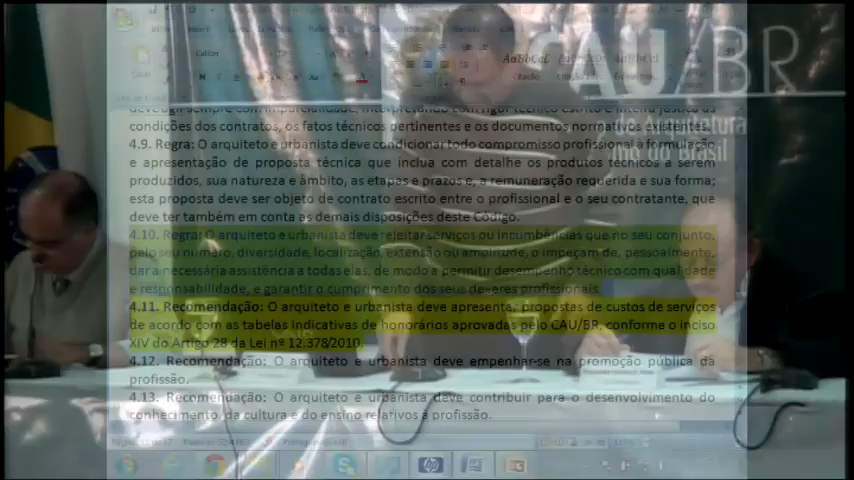 CAU/BR
de Arquitetura
do Brasil
AaBbCcI
deve agir sempre com imparcialidade, interpretando com rigor técnico estrito e inteira justiça as
condições dos contratos, os fatos técnicos pertinentes e os documentos normativos existentes.
4.9. Regra: O arquiteto e urbanista deve condicionar todo compromisso profissional à formulação
e apresentação de proposta técnica que inclua com detalhe os produtos técnicos a serem
produzidos, sua natureza e âmbito, as etapas e prazos e, a remuneração requerida e sua forma;
esta proposta deve ser objeto de contrato escrito entre o profissional e o seu contratante, que
deve ter também em conta as demais disposições deste Código.
4.10. Regra: O arquiteto e urbanista deve rejeitar serviços ou incumbências que no seu conjunto,
pelo seu número, diversidade, localização, extensão ou amplitude, o impeçam de, pessoalmente,
dar a necessária assistência a todas elas, de modo a permitir desempenho técnico com qualidade
e responsabilidade, e garantir o cumprimento dos seus deveres profissionais.
4.11. Recomendação: O arquiteto e urbanista deve apresentar propostas de custos de serviços
de acordo com as tabelas indicativas de honorários aprovadas pelo CAU/BR, conforme o inciso
XIV do Artigo 28 da Lei nº 12.378/2010.
4.12. Recomendação: O arquiteto e urbanista deve empenhar-se na promoção pública da
profissão.
4.13. Recomendação: O arquiteto e urbanista deve contribuir para o desenvolvimento do
conhecimento, da cultura e do ensino relativos à profissão.